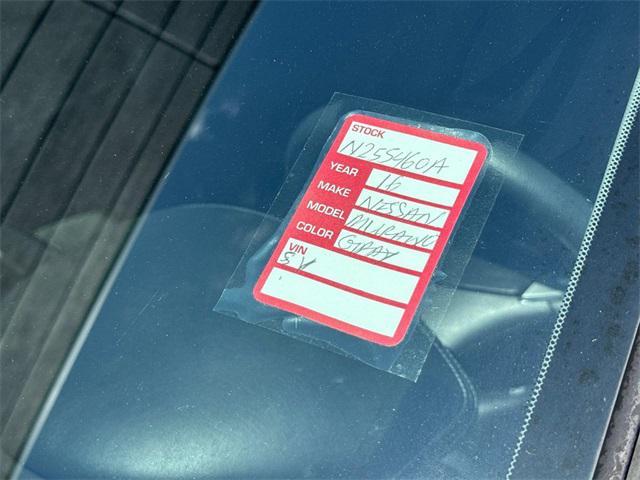 STOCK
N255460A
YEAR 16
MAKE NISSAN
MODEL MURANO
COLOR GRAY
VIN
SV